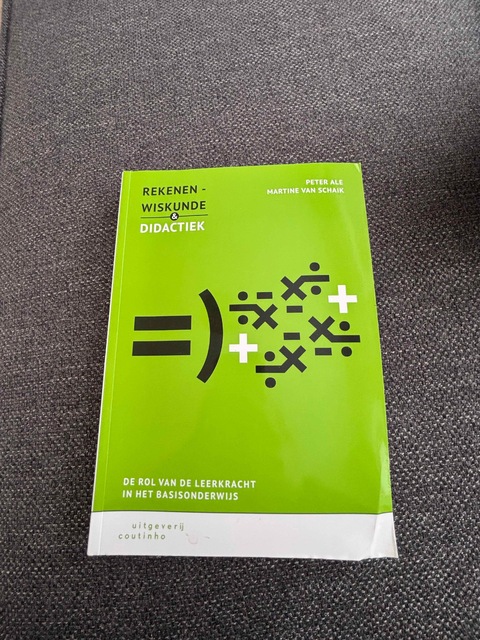 REKENEN -
WISKUNDE
&
DIDACTIEK
PETER ALE
MARTINE VAN SCHAIK
=)
DE ROL VAN DE LEERKRACHT
IN HET BASISONDERWIJS
uitgeverij
coutinho